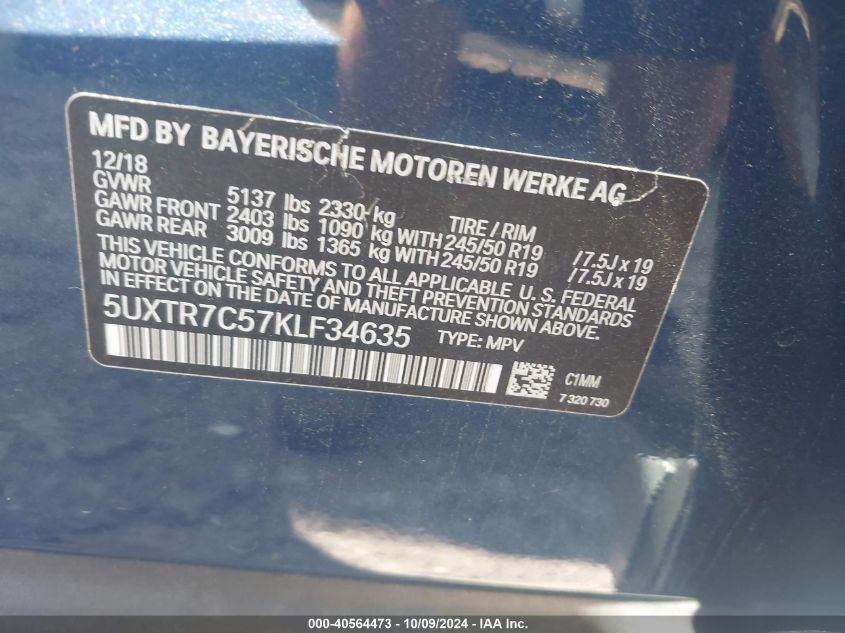 MFD BY BAYERISCHE MOTOREN WERKE AG
12/18
GVWR 5137 lbs 2330 kg TIRE / RIM
GAWR FRONT 2403 lbs 1090 kg WITH 245/50 R19 /7.5J x 19
GAWR REAR 3009 lbs 1365 kg WITH 245/50 R19 /7.5J x 19
THIS VEHICLE CONFORMS TO ALL APPLICABLE U. S. FEDERAL
MOTOR VEHICLE SAFETY AND THEFT PREVENTION STANDARDS
IN EFFECT ON THE DATE OF MANUFACTURE SHOWN ABOVE.
5UXTR7C57KLF34635 TYPE: MPV
C1MM
7 320 730
000-40564473 - 10/09/2024 - IAA Inc.